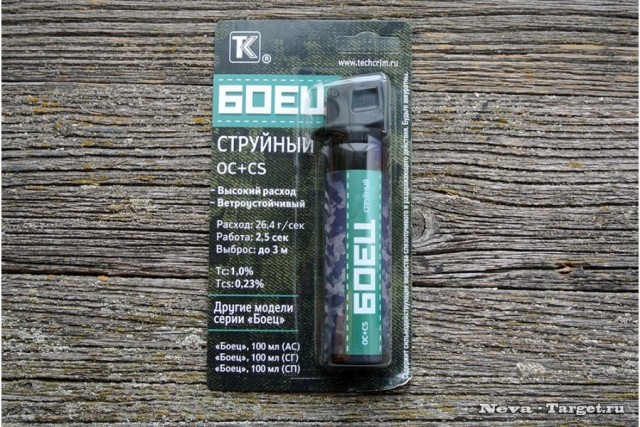 TK®
www.techcrim.ru
БОЕЦ
СТРУЙНЫЙ
OC+CS
- Высокий расход
- Ветроустойчивый
Расход: 26,4 г/сек
Работа: 2,5 сек
Выброс: до 3 м
Tc: 1,0%
Tcs: 0,23%
Другие модели
серии «Боец»
«Боец», 100 мл (АС)
«Боец», 100 мл (СГ)
«Боец», 100 мл (СП)
БОЕЦ СТРУЙНЫЙ
OC+CS
Neva - Target.ru